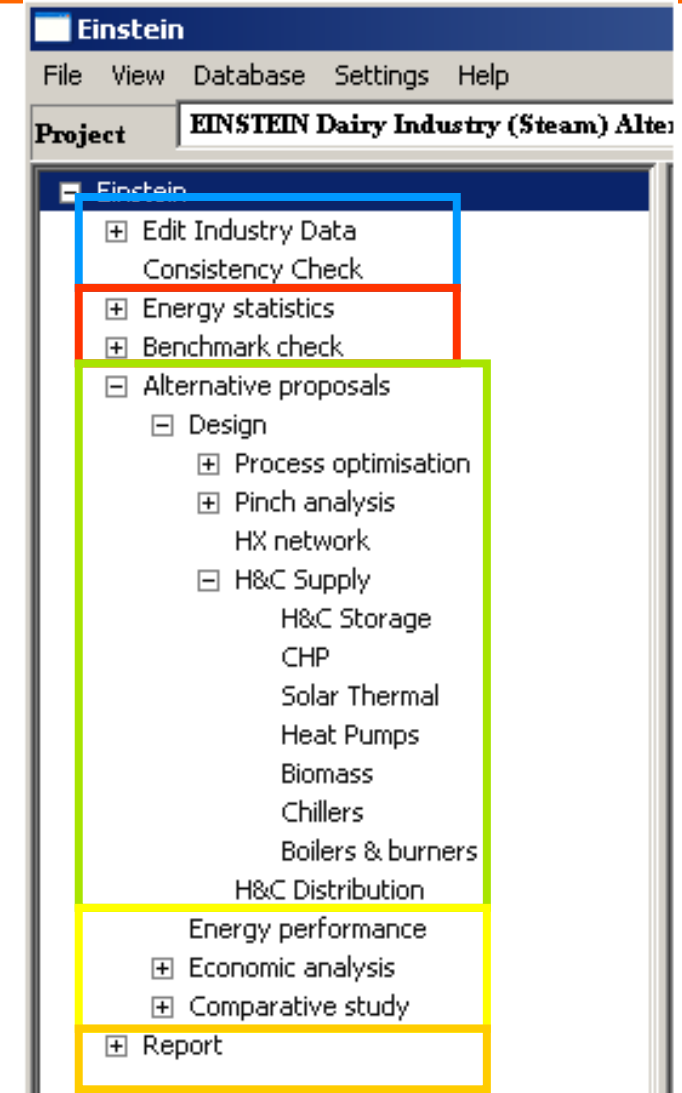 Einstein
File View Database Settings Help
Project EINSTEIN Dairy Industry (Steam)
Einstein
Edit Industry Data
Consistency Check
Energy statistics
Benchmark check
Alternative proposals
Design
Process optimisation
Pinch analysis
HX network
H&C Supply
H&C Storage
CHP
Solar Thermal
Heat Pumps
Biomass
Chillers
Boilers & burners
H&C Distribution
Energy performance
Economic analysis
Comparative study
Report